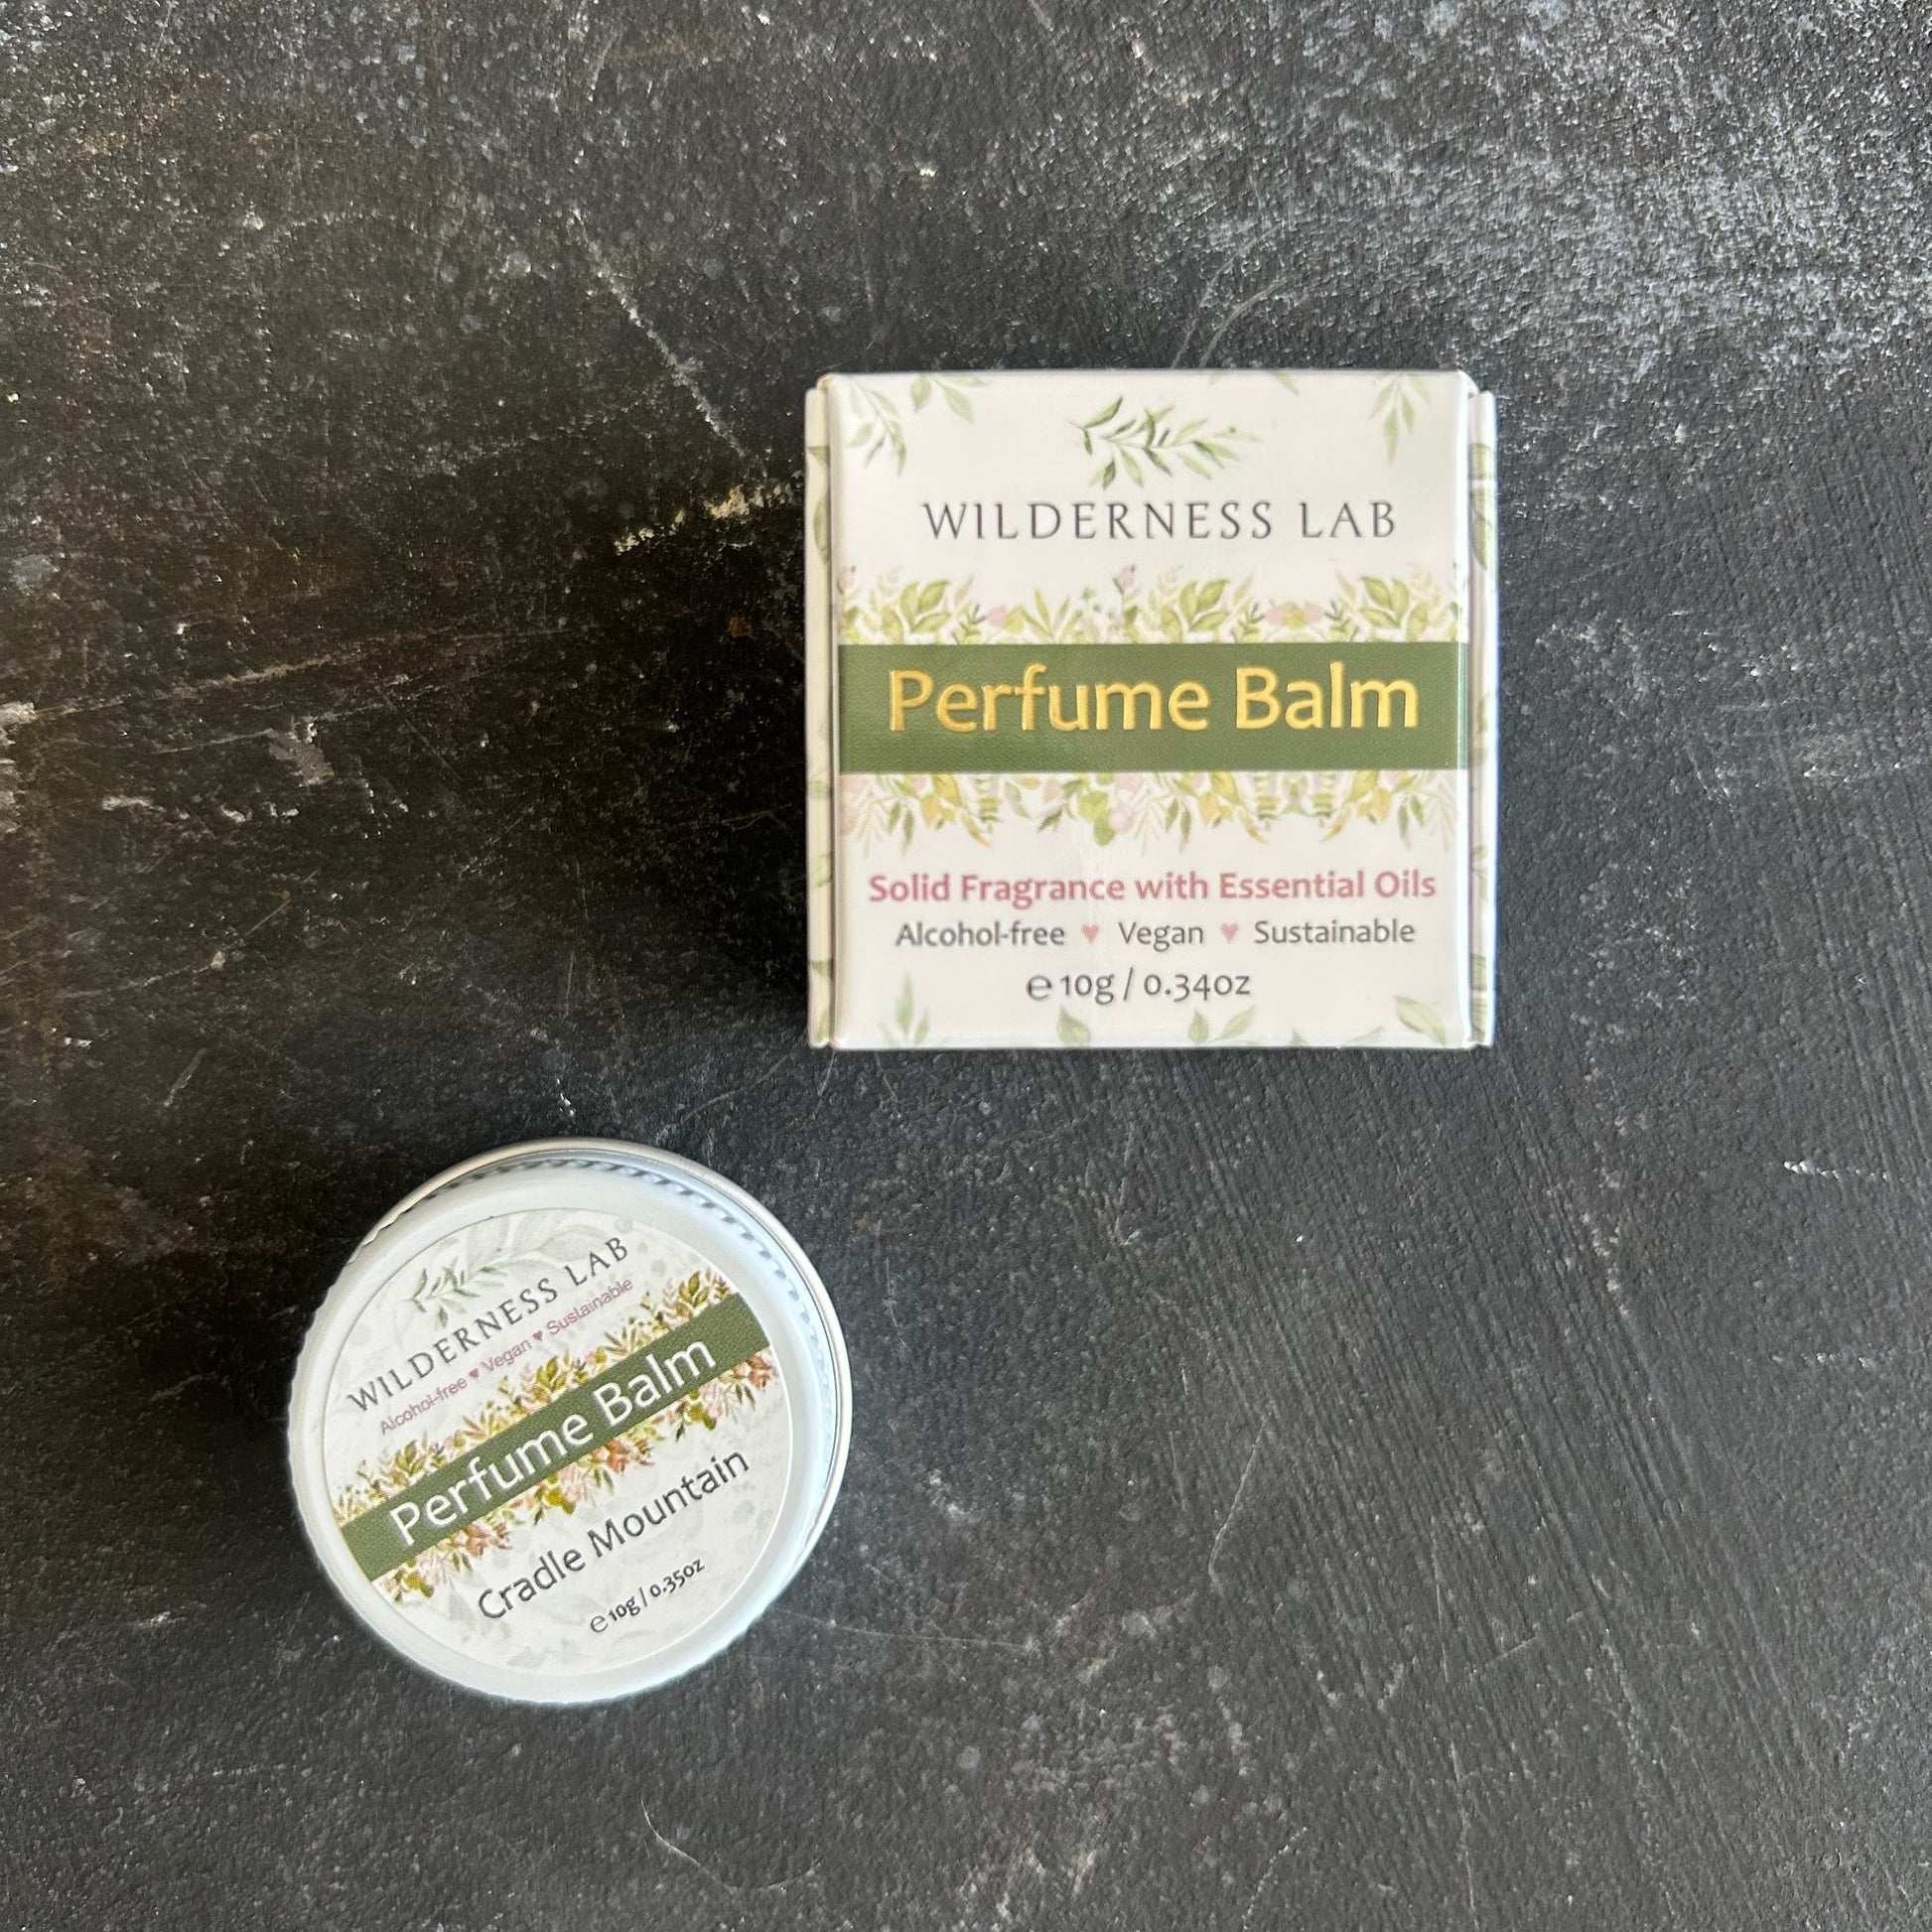 WILDERNESS LAB
Perfume Balm
Solid Fragrance with Essential Oils
Alcohol-free ♥ Vegan ♥ Sustainable
℮ 10g / 0.34oz
WILDERNESS LAB
Alcohol-free ♥ Vegan ♥ Sustainable
Perfume Balm
Cradle Mountain
℮ 10g / 0.35oz